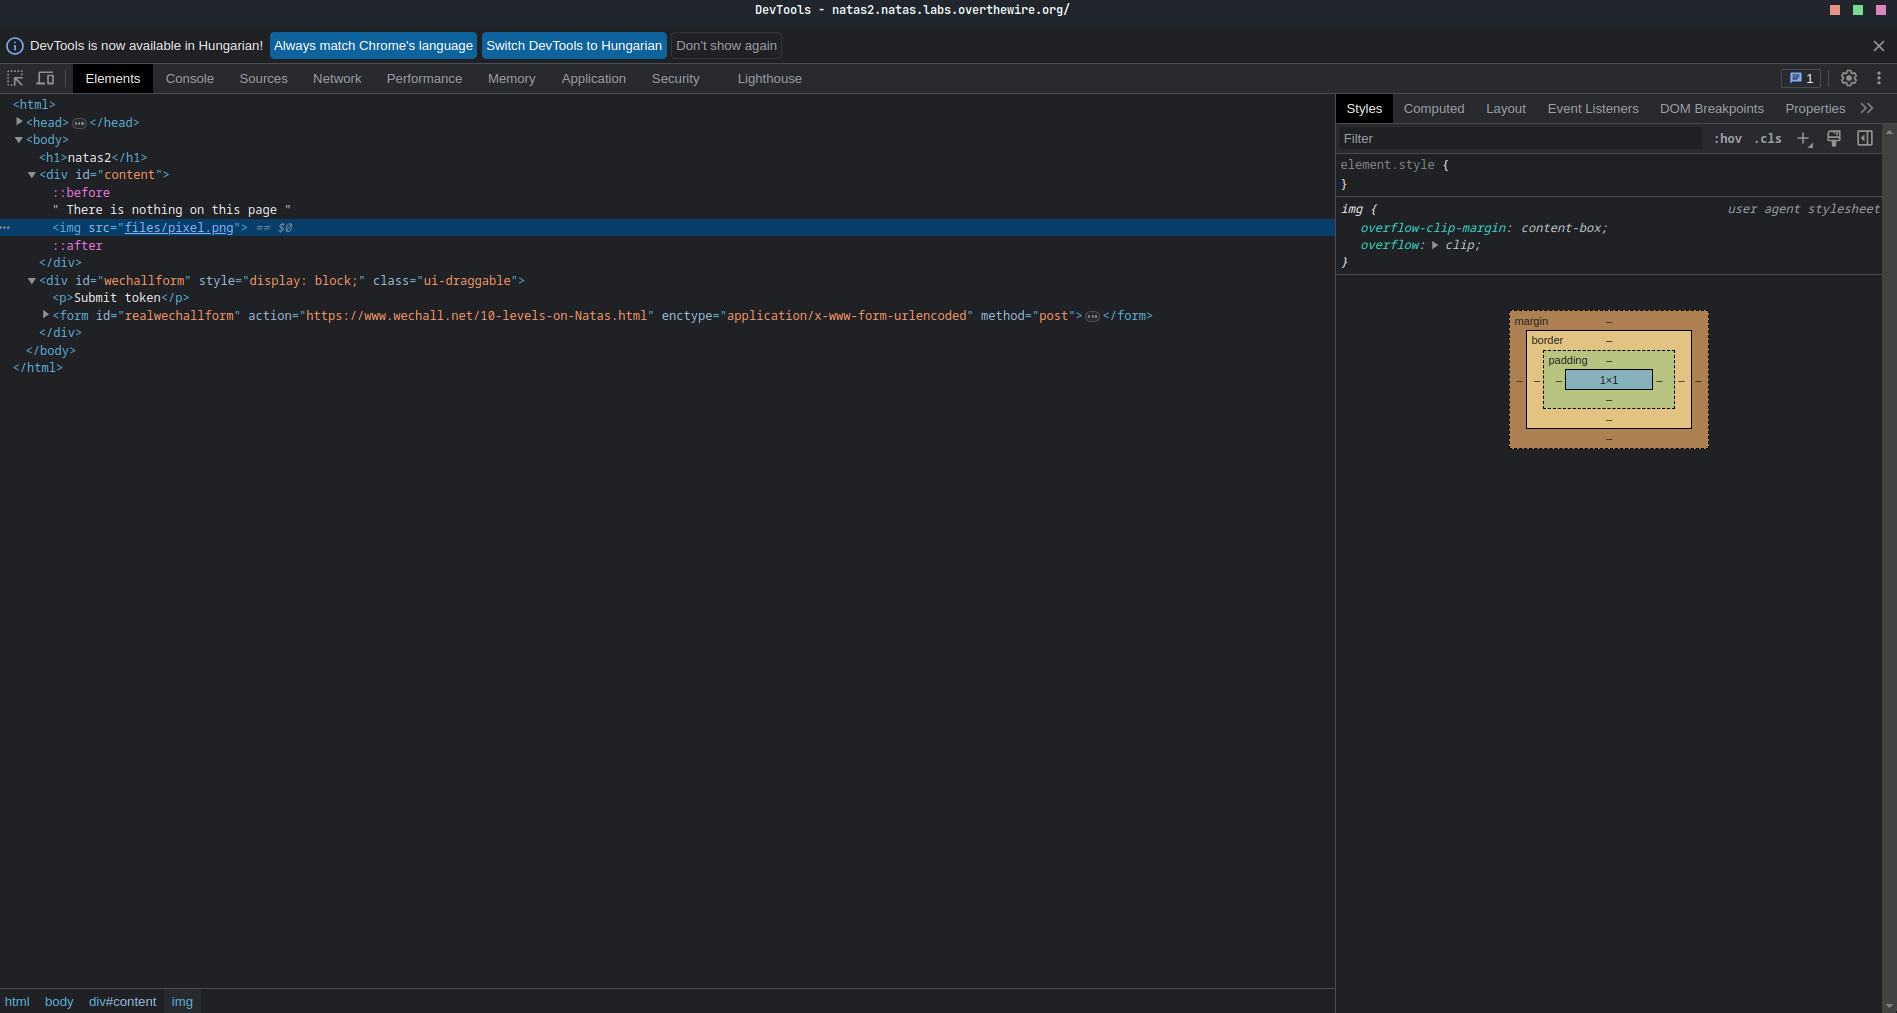 DevTools - natas2.natas.labs.overthewire.org/
DevTools is now available in Hungarian! Always match Chrome's language Switch DevTools to Hungarian Don't show again
Elements Console Sources Network Performance Memory Application Security Lighthouse 1
<html>
<head> ⋯ </head>
<body>
<h1>natas2</h1>
<div id="content">
::before
" There is nothing on this page "
<img src="files/pixel.png"> == $0
::after
</div>
<div id="wechallform" style="display: block;" class="ui-draggable">
<p>Submit token</p>
<form id="realwechallform" action="https://www.wechall.net/10-levels-on-Natas.html" enctype="application/x-www-form-urlencoded" method="post"> ⋯ </form>
</div>
</body>
</html>
html body div#content img
Styles Computed Layout Event Listeners DOM Breakpoints Properties
Filter :hov .cls
element.style {
}
img { user agent stylesheet
overflow-clip-margin: content-box;
overflow: clip;
}
margin –
border –
padding –
– – – 1×1 – – –
–
–
–